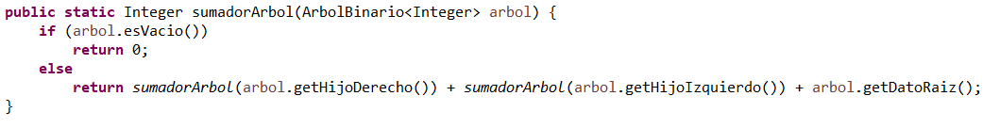 public static Integer sumadorArbol(ArbolBinario<Integer> arbol) {
    if (arbol.esVacio())
        return 0;
    else
        return sumadorArbol(arbol.getHijoDerecho()) + sumadorArbol(arbol.getHijoIzquierdo()) + arbol.getDatoRaiz();
}